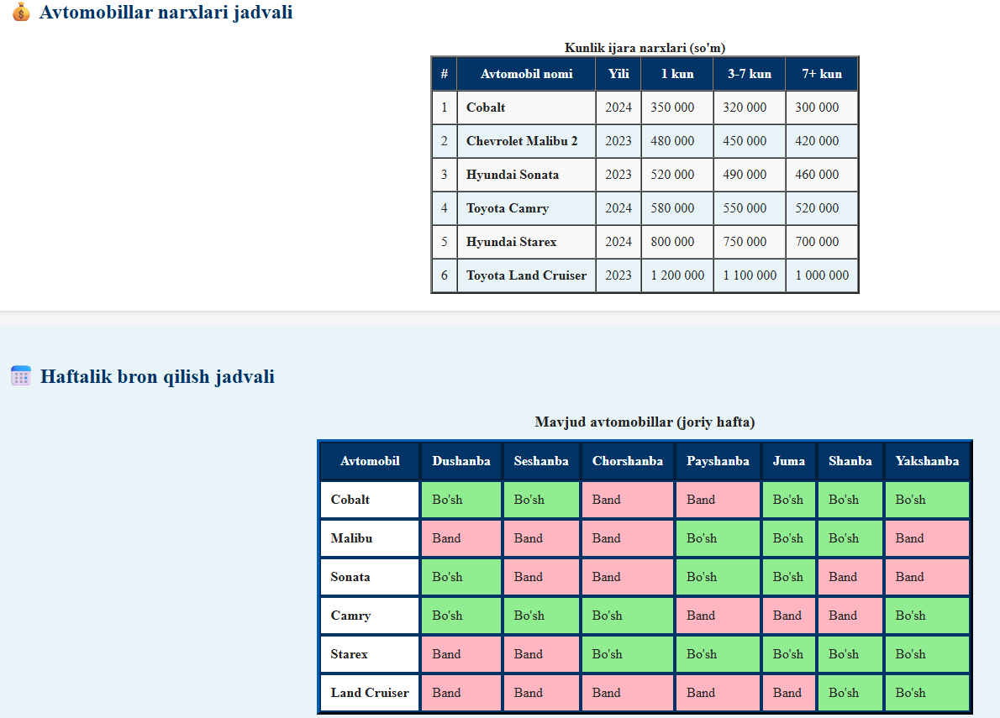 Avtomobillar narxlari jadvali
Kunlik ijara narxlari (so'm)
# Avtomobil nomi Yili 1 kun 3-7 kun 7+ kun
1 Cobalt 2024 350 000 320 000 300 000
2 Chevrolet Malibu 2 2023 480 000 450 000 420 000
3 Hyundai Sonata 2023 520 000 490 000 460 000
4 Toyota Camry 2024 580 000 550 000 520 000
5 Hyundai Starex 2024 800 000 750 000 700 000
6 Toyota Land Cruiser 2023 1 200 000 1 100 000 1 000 000
Haftalik bron qilish jadvali
Mavjud avtomobillar (joriy hafta)
Avtomobil Dushanba Seshanba Chorshanba Payshanba Juma Shanba Yakshanba
Cobalt Bo'sh Bo'sh Band Band Bo'sh Bo'sh Bo'sh
Malibu Band Band Band Bo'sh Bo'sh Bo'sh Band
Sonata Bo'sh Band Band Bo'sh Bo'sh Band Band
Camry Bo'sh Bo'sh Bo'sh Band Band Band Bo'sh
Starex Band Band Bo'sh Bo'sh Bo'sh Bo'sh Bo'sh
Land Cruiser Band Band Band Band Band Bo'sh Bo'sh